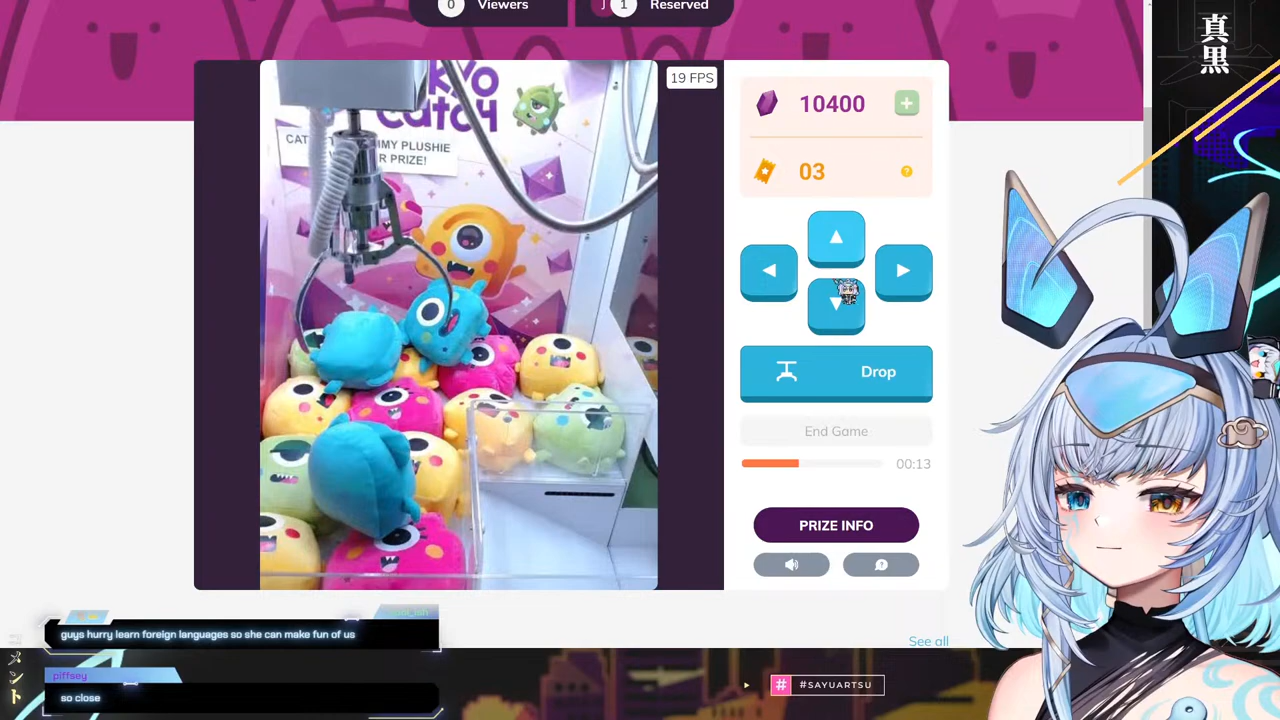 0 Viewers
1 Reserved
19 FPS
catch
CAT
MY PLUSHIE
R PRIZE!
10400
03
Drop
End Game
00:13
PRIZE INFO
See all
guys hurry learn foreign languages so she can make fun of us
piffsey
so close
#SAYUARTSU
真黒